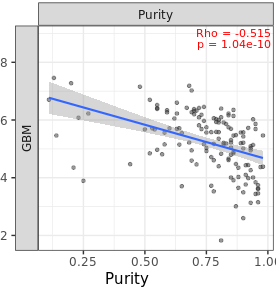 Purity
Rho = -0.515
p = 1.04e-10
GBM
8
6
4
2
0.25 0.50 0.75 1.00
Purity